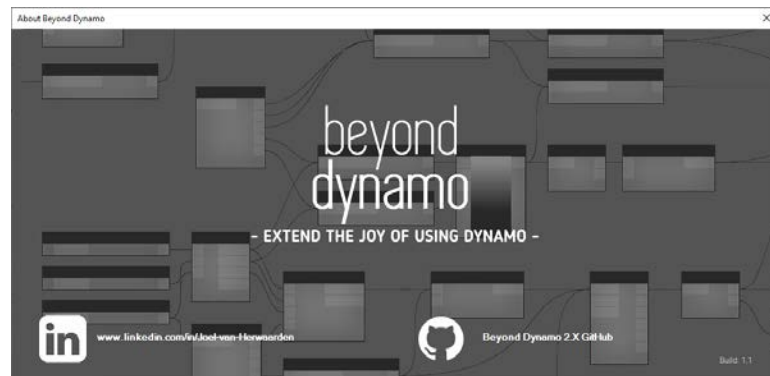 About Beyond Dynamo
beyond
dynamo
- EXTEND THE JOY OF USING DYNAMO -
www.linkedin.com/in/Joel-van-Herwaarden
Beyond Dynamo 2.X GitHub
Build: 1.1